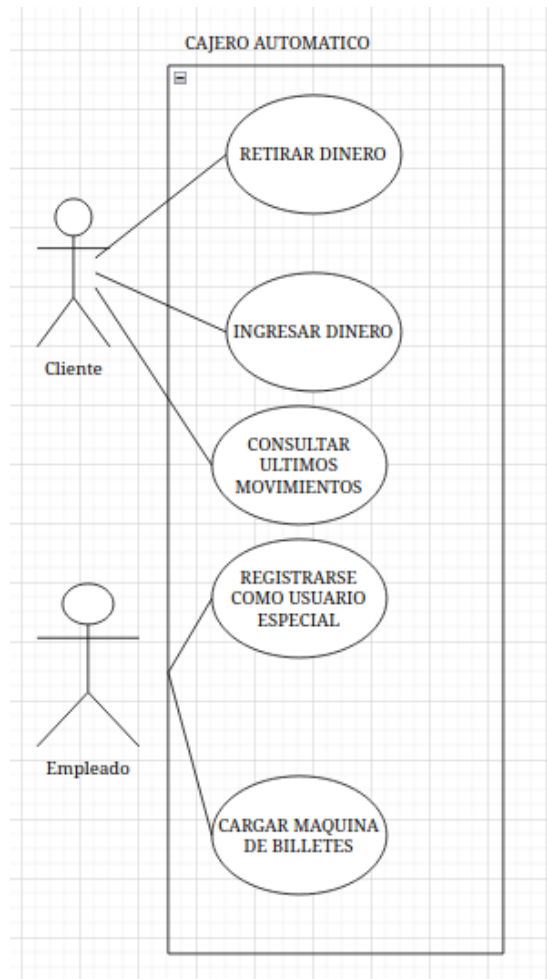 CAJERO AUTOMATICO
RETIRAR DINERO
Cliente
INGRESAR DINERO
CONSULTAR
ULTIMOS
MOVIMIENTOS
REGISTRARSE
COMO USUARIO
ESPECIAL
Empleado
CARGAR MAQUINA
DE BILLETES